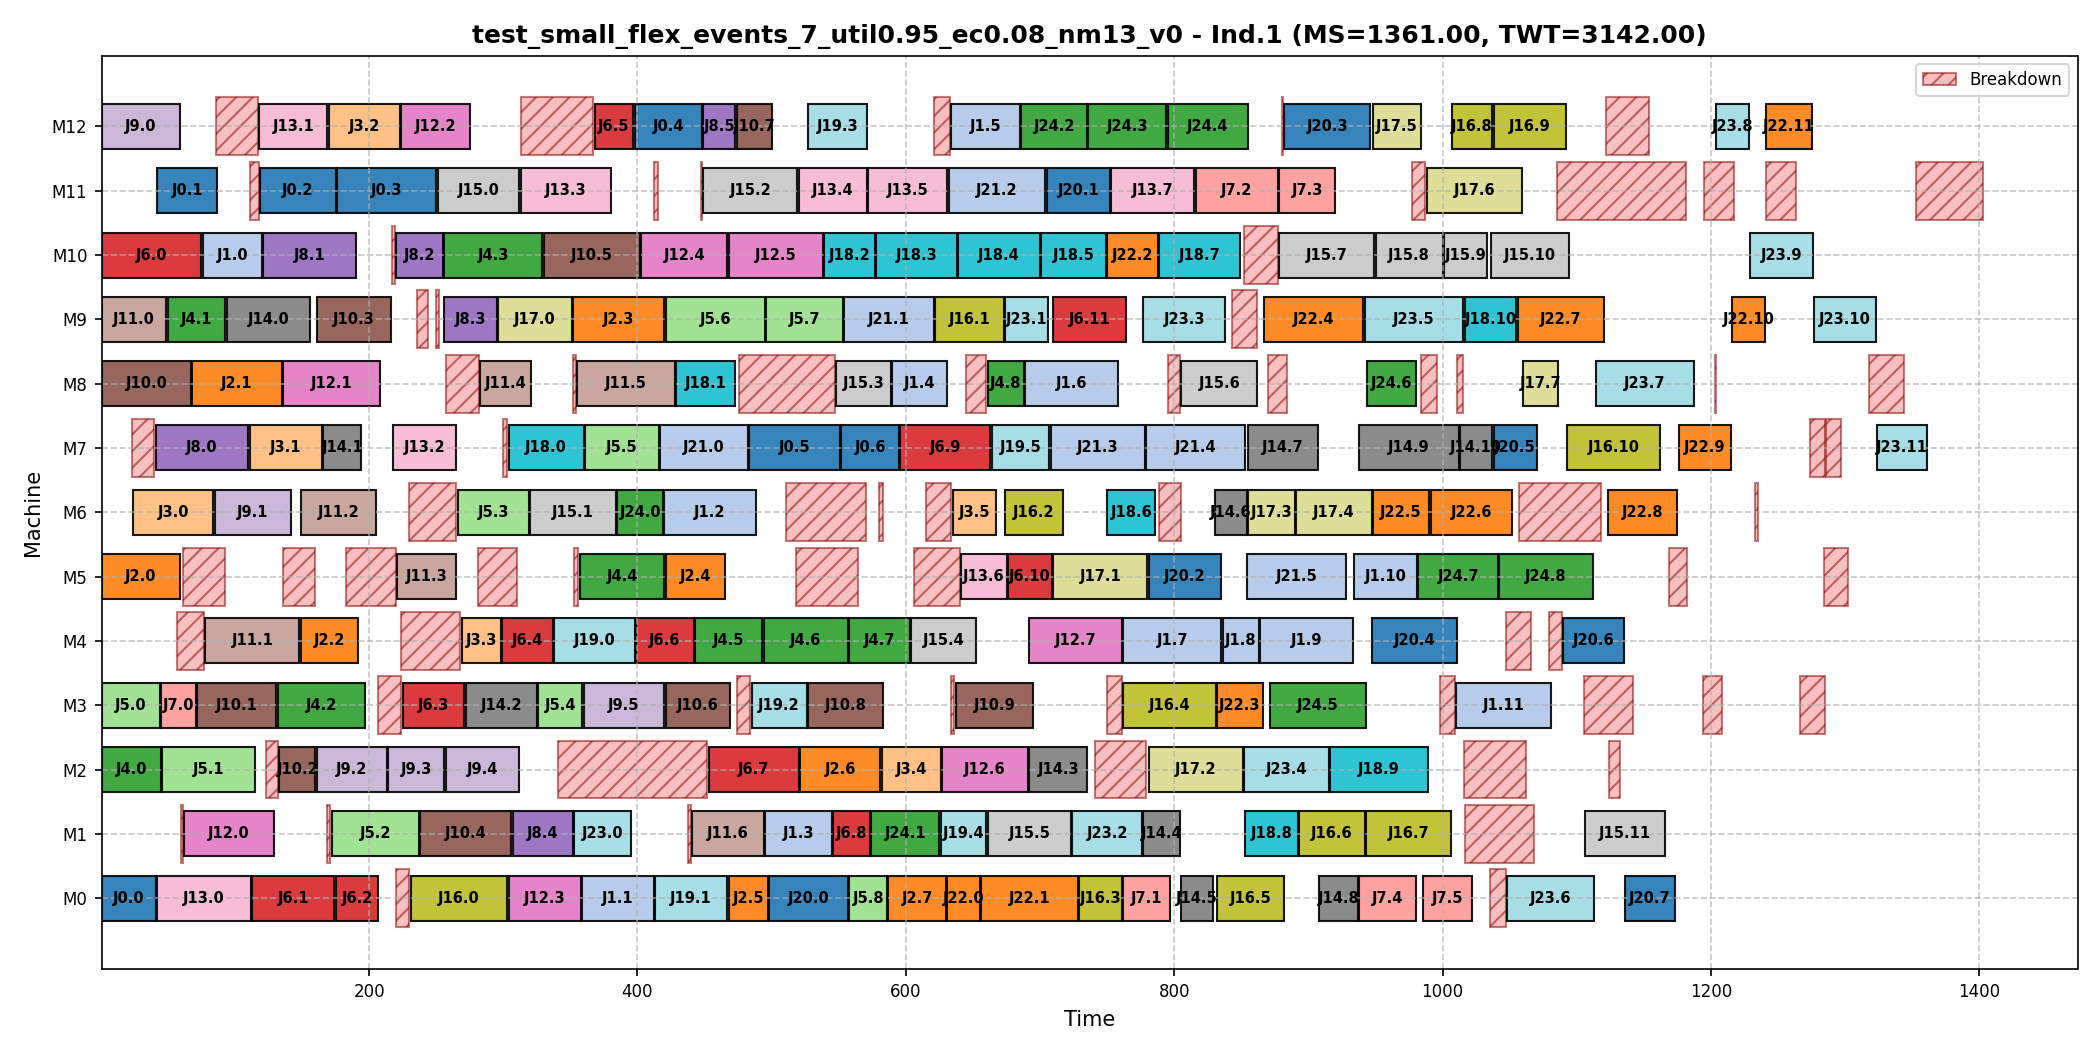 test_small_flex_events_7_util0.95_ec0.08_nm13_v0 - Ind.1 (MS=1361.00, TWT=3142.00)
Breakdown
M12 J9.0 J13.1 J3.2 J12.2 J6.5 J0.4 J8.5 J10.7 J19.3 J1.5 J24.2 J24.3 J24.4 J20.3 J17.5 J16.8 J16.9 J23.8 J22.11
M11 J0.1 J0.2 J0.3 J15.0 J13.3 J15.2 J13.4 J13.5 J21.2 J20.1 J13.7 J7.2 J7.3 J17.6
M10 J6.0 J1.0 J8.1 J8.2 J4.3 J10.5 J12.4 J12.5 J18.2 J18.3 J18.4 J18.5 J22.2 J18.7 J15.7 J15.8 J15.9 J15.10 J23.9
M9 J11.0 J4.1 J14.0 J10.3 J8.3 J17.0 J2.3 J5.6 J5.7 J21.1 J16.1 J23.1 J6.11 J23.3 J22.4 J23.5 J18.10 J22.7 J22.10 J23.10
M8 J10.0 J2.1 J12.1 J11.4 J11.5 J18.1 J15.3 J1.4 J4.8 J1.6 J15.6 J24.6 J17.7 J23.7
M7 J8.0 J3.1 J14.1 J13.2 J18.0 J5.5 J21.0 J0.5 J0.6 J6.9 J19.5 J21.3 J21.4 J14.7 J14.9 J14.10 J20.5 J16.10 J22.9 J23.11
M6 J3.0 J9.1 J11.2 J5.3 J15.1 J24.0 J1.2 J3.5 J16.2 J18.6 J14.6 J17.3 J17.4 J22.5 J22.6 J22.8
M5 J2.0 J11.3 J4.4 J2.4 J13.6 J6.10 J17.1 J20.2 J21.5 J1.10 J24.7 J24.8
M4 J11.1 J2.2 J3.3 J6.4 J19.0 J6.6 J4.5 J4.6 J4.7 J15.4 J12.7 J1.7 J1.8 J1.9 J20.4 J20.6
M3 J5.0 J7.0 J10.1 J4.2 J6.3 J14.2 J5.4 J9.5 J10.6 J19.2 J10.8 J10.9 J16.4 J22.3 J24.5 J1.11
M2 J4.0 J5.1 J10.2 J9.2 J9.3 J9.4 J6.7 J2.6 J3.4 J12.6 J14.3 J17.2 J23.4 J18.9
M1 J12.0 J5.2 J10.4 J8.4 J23.0 J11.6 J1.3 J6.8 J24.1 J19.4 J15.5 J23.2 J14.4 J18.8 J16.6 J16.7 J15.11
M0 J0.0 J13.0 J6.1 J6.2 J16.0 J12.3 J1.1 J19.1 J2.5 J20.0 J5.8 J2.7 J22.0 J22.1 J16.3 J7.1 J14.5 J16.5 J14.8 J7.4 J7.5 J23.6 J20.7
200 400 600 800 1000 1200 1400
Time
Machine